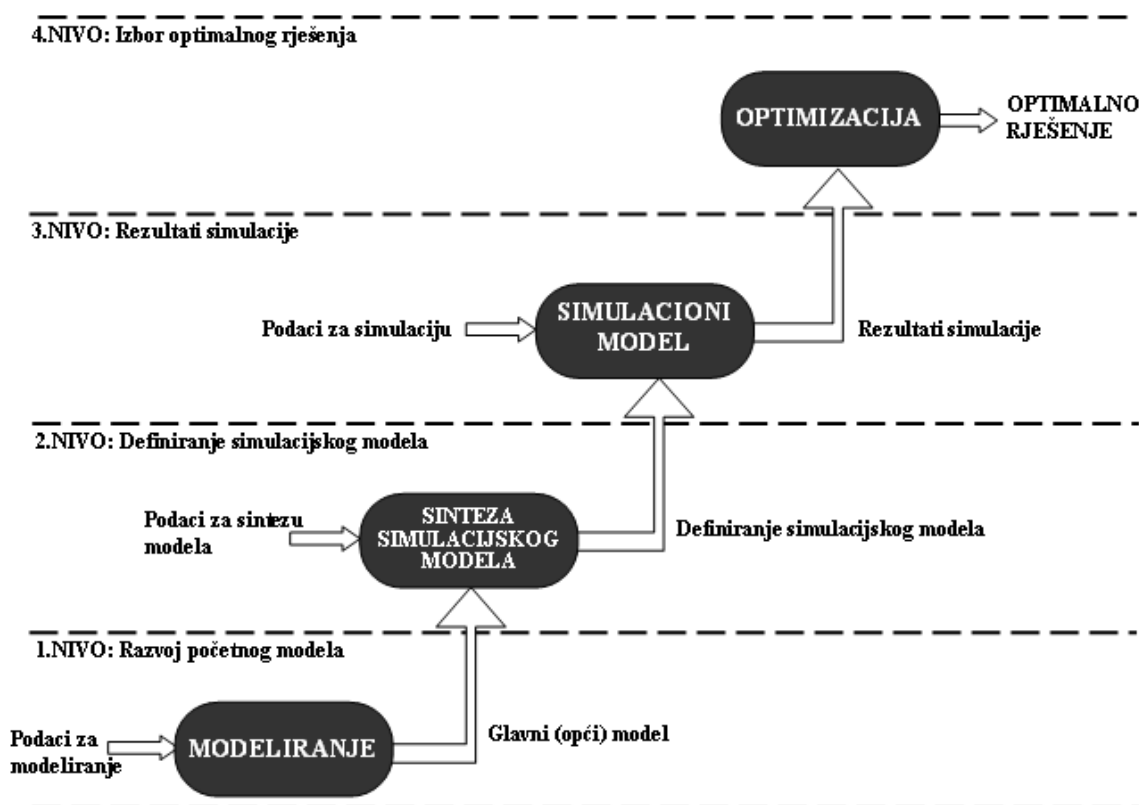 4.NIVO: Izbor optimalnog rješenja
OPTIMIZACIJA
OPTIMALNO
RJEŠENJE
3.NIVO: Rezultati simulacije
Podaci za simulaciju
SIMULACIONI
MODEL
Rezultati simulacije
2.NIVO: Definiranje simulacijskog modela
Podaci za sintezu
modela
SINTEZA
SIMULACIJSKOG
MODELA
Definiranje simulacijskog modela
1.NIVO: Razvoj početnog modela
Podaci za
modeliranje
MODELIRANJE
Glavni (opći) model